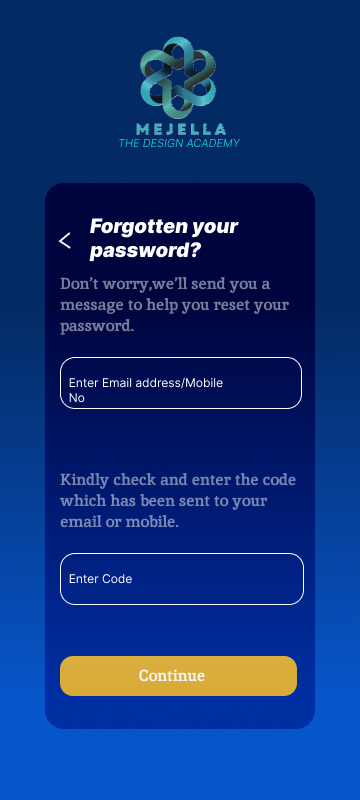 MEJELLA
THE DESIGN ACADEMY
Forgotten your
password?
Don't worry,we'll send you a
message to help you reset your
password.
Enter Email address/Mobile
No
Kindly check and enter the code
which has been sent to your
email or mobile.
Enter Code
Continue